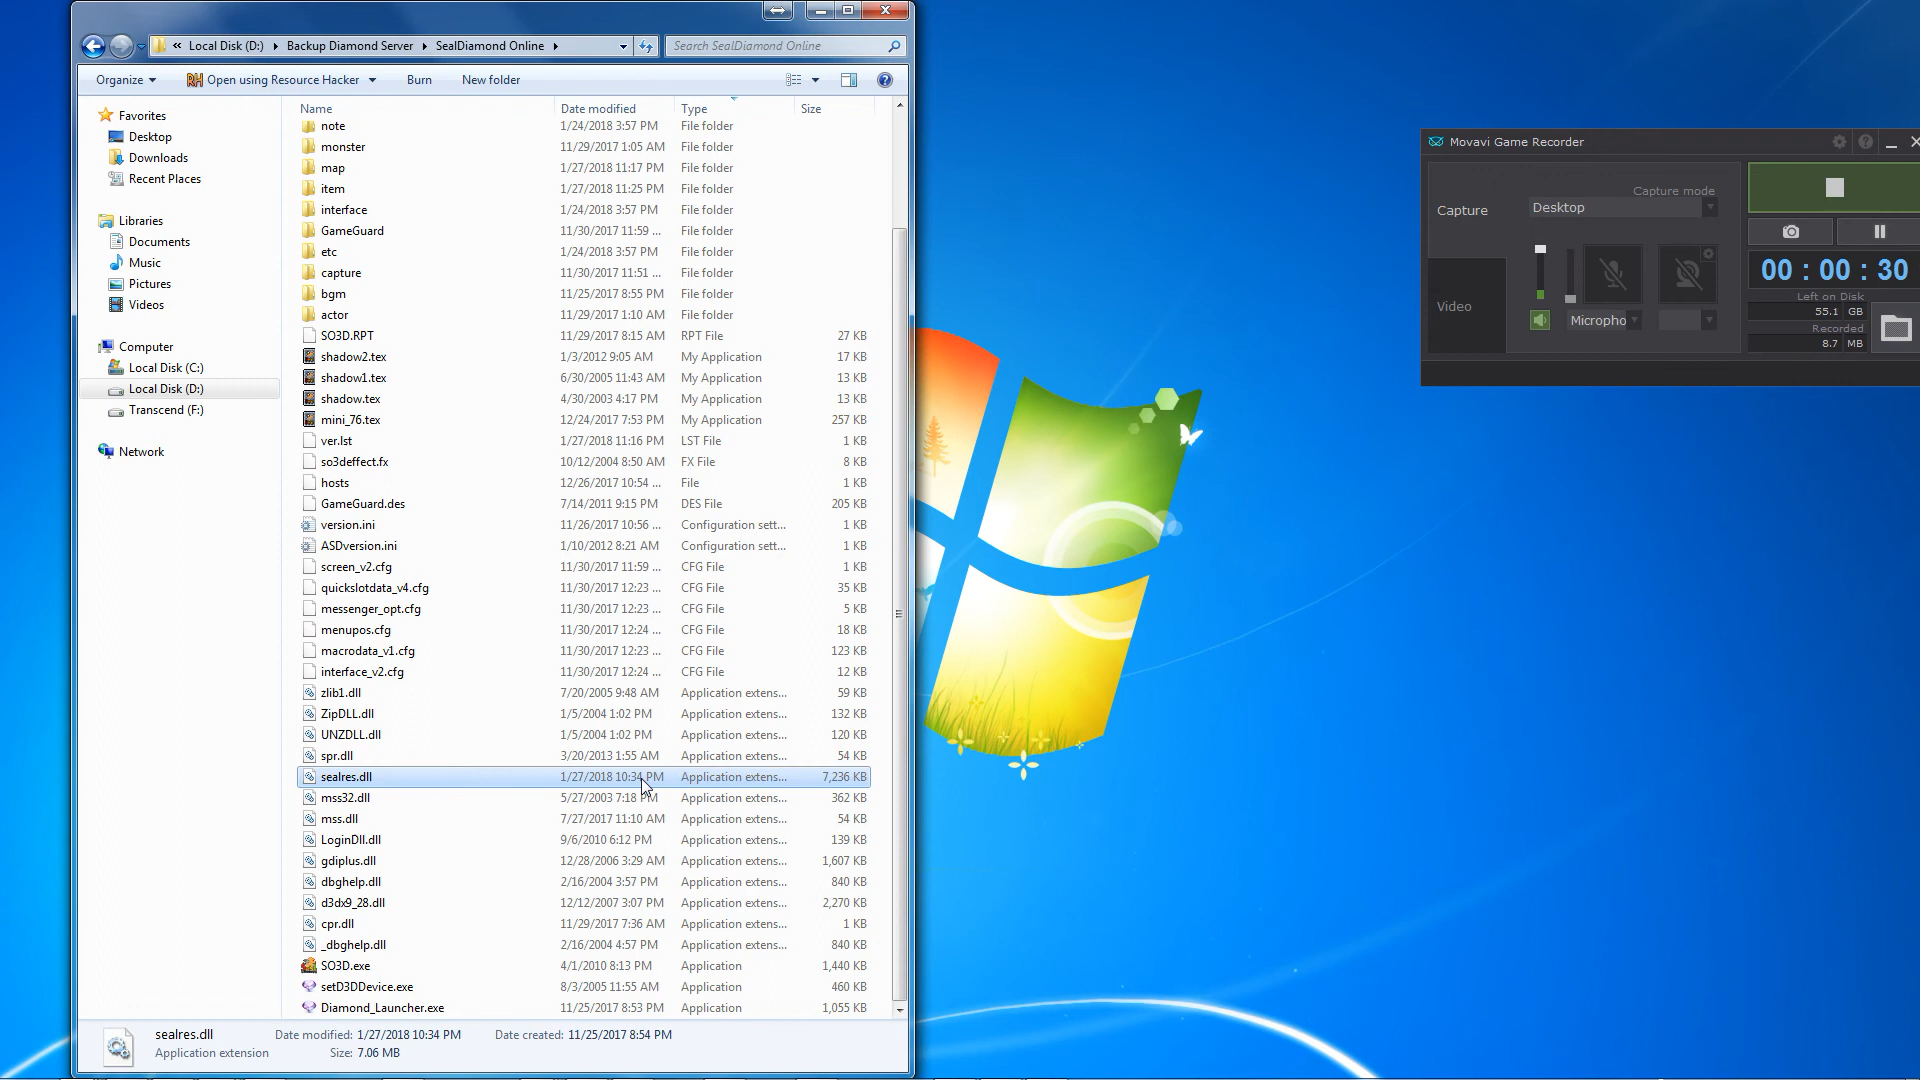 « Local Disk (D:) Backup Diamond Server SealDiamond Online
Search SealDiamond Online
Organize Open using Resource Hacker Burn New folder
Favorites
Desktop
Downloads
Recent Places
Libraries
Documents
Music
Pictures
Videos
Computer
Local Disk (C:)
Local Disk (D:)
Transcend (F:)
Network
Name Date modified Type Size
note 1/24/2018 3:57 PM File folder
monster 11/29/2017 1:05 AM File folder
map 1/27/2018 11:17 PM File folder
item 1/27/2018 11:25 PM File folder
interface 1/24/2018 3:57 PM File folder
GameGuard 11/30/2017 11:59 ... File folder
etc 1/24/2018 3:57 PM File folder
capture 11/30/2017 11:51 ... File folder
bgm 11/25/2017 8:55 PM File folder
actor 11/29/2017 1:10 AM File folder
SO3D.RPT 11/29/2017 8:15 AM RPT File 27 KB
shadow2.tex 1/3/2012 9:05 AM My Application 17 KB
shadow1.tex 6/30/2005 11:43 AM My Application 13 KB
shadow.tex 4/30/2003 4:17 PM My Application 13 KB
mini_76.tex 12/24/2017 7:53 PM My Application 257 KB
ver.lst 1/27/2018 11:16 PM LST File 1 KB
so3deffect.fx 10/12/2004 8:50 AM FX File 8 KB
hosts 12/26/2017 10:54 ... File 1 KB
GameGuard.des 7/14/2011 9:15 PM DES File 205 KB
version.ini 11/26/2017 10:56 ... Configuration sett... 1 KB
ASDversion.ini 1/10/2012 8:21 AM Configuration sett... 1 KB
screen_v2.cfg 11/30/2017 11:59 ... CFG File 1 KB
quickslotdata_v4.cfg 11/30/2017 12:23 ... CFG File 35 KB
messenger_opt.cfg 11/30/2017 12:23 ... CFG File 5 KB
menupos.cfg 11/30/2017 12:24 ... CFG File 18 KB
macrodata_v1.cfg 11/30/2017 12:23 ... CFG File 123 KB
interface_v2.cfg 11/30/2017 12:24 ... CFG File 12 KB
zlib1.dll 7/20/2005 9:48 AM Application extens... 59 KB
ZipDLL.dll 1/5/2004 1:02 PM Application extens... 132 KB
UNZDLL.dll 1/5/2004 1:02 PM Application extens... 120 KB
spr.dll 3/20/2013 1:55 AM Application extens... 54 KB
sealres.dll 1/27/2018 10:34 PM Application extens... 7,236 KB
mss32.dll 5/27/2003 7:18 PM Application extens... 362 KB
mss.dll 7/27/2017 11:10 AM Application extens... 54 KB
LoginDll.dll 9/6/2010 6:12 PM Application extens... 139 KB
gdiplus.dll 12/28/2006 3:29 AM Application extens... 1,607 KB
dbghelp.dll 2/16/2004 3:57 PM Application extens... 840 KB
d3dx9_28.dll 12/12/2007 3:07 PM Application extens... 2,270 KB
cpr.dll 11/29/2017 7:36 AM Application extens... 1 KB
_dbghelp.dll 2/16/2004 4:57 PM Application extens... 840 KB
SO3D.exe 4/1/2010 8:13 PM Application 1,440 KB
setD3DDevice.exe 8/3/2005 11:55 AM Application 460 KB
Diamond_Launcher.exe 11/25/2017 8:53 PM Application 1,055 KB
sealres.dll Date modified: 1/27/2018 10:34 PM Date created: 11/25/2017 8:54 PM
Application extension Size: 7.06 MB
Movavi Game Recorder
Capture mode
Capture Desktop
Video
Micropho
00 : 00 : 30
Left on Disk
55.1 GB
Recorded
8.7 MB